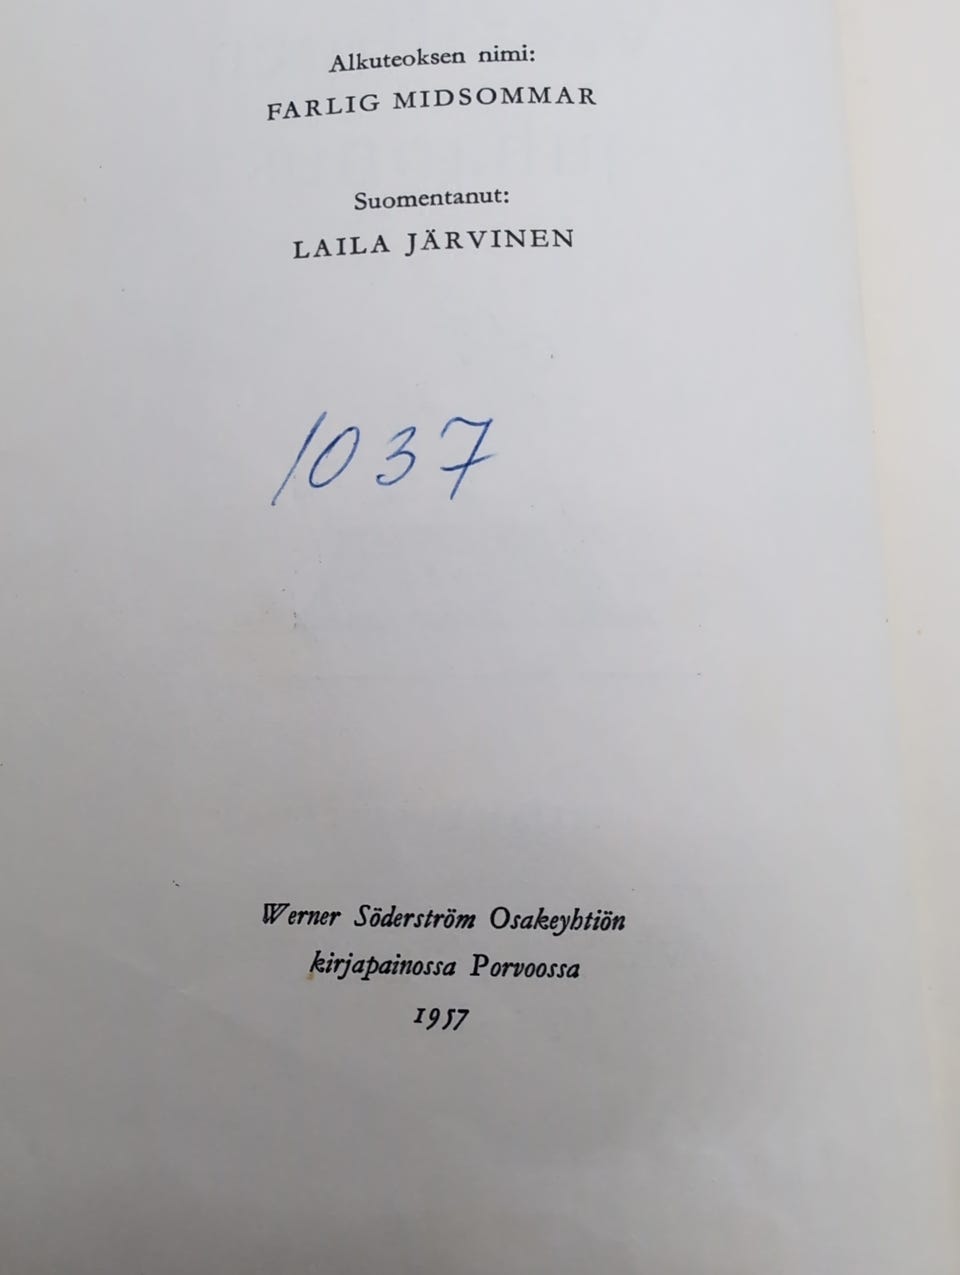 Alkuteoksen nimi:
FARLIG MIDSOMMAR
Suomentanut:
LAILA JÄRVINEN
1037
Werner Söderström Osakeyhtiön
kirjapainossa Porvoossa
1957